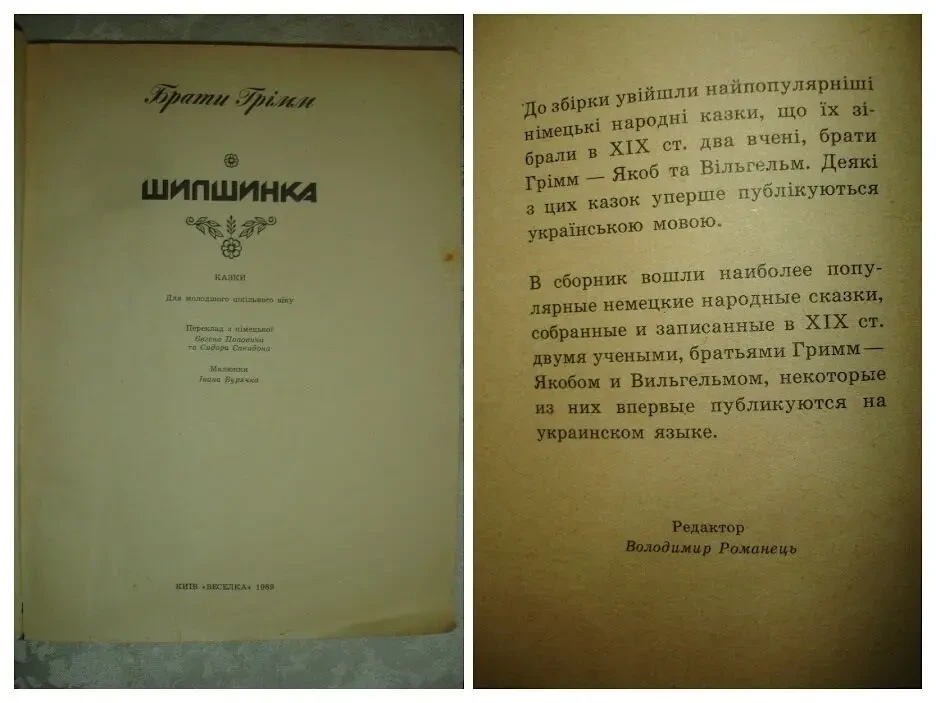 Брати Грімм
ШИПШИНКА
КАЗКИ
Для молодшого шкільного віку
Переклад з німецької
Євгена Поповича
та Сидора Сакидона
Малюнки
Івана Вурячка
КИЇВ «ВЕСЕЛКА» 1989
До збірки увійшли найпопулярніші
німецькі народні казки, що їх зі-
брали в XIX ст. два вчені, брати
Грімм — Якоб та Вільгельм. Деякі
з цих казок уперше публікуються
українською мовою.
В сборник вошли наиболее попу-
лярные немецкие народные сказки,
собранные и записанные в XIX ст.
двумя учеными, братьями Гримм —
Якобом и Вильгельмом, некоторые
из них впервые публикуются на
украинском языке.
Редактор
Володимир Романець